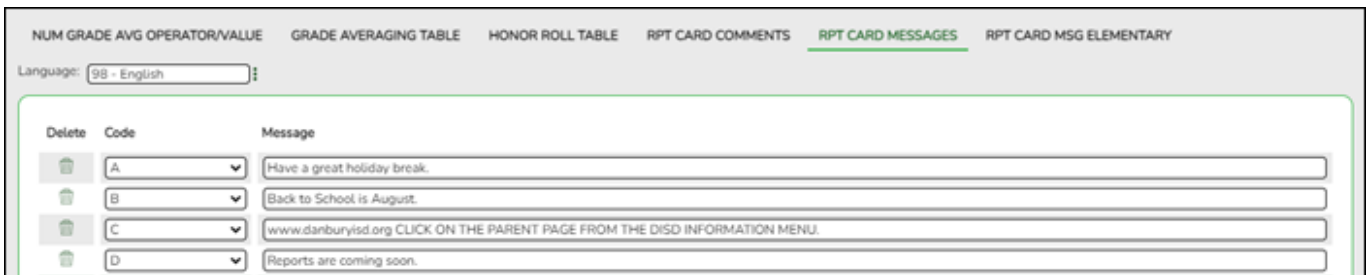 NUM GRADE AVG OPERATOR/VALUE GRADE AVERAGING TABLE HONOR ROLL TABLE RPT CARD COMMENTS RPT CARD MESSAGES RPT CARD MSG ELEMENTARY
Language: 98 - English
Delete Code Message
A Have a great holiday break.
B Back to School is August.
C www.danburyisd.org CLICK ON THE PARENT PAGE FROM THE DISD INFORMATION MENU.
D Reports are coming soon.